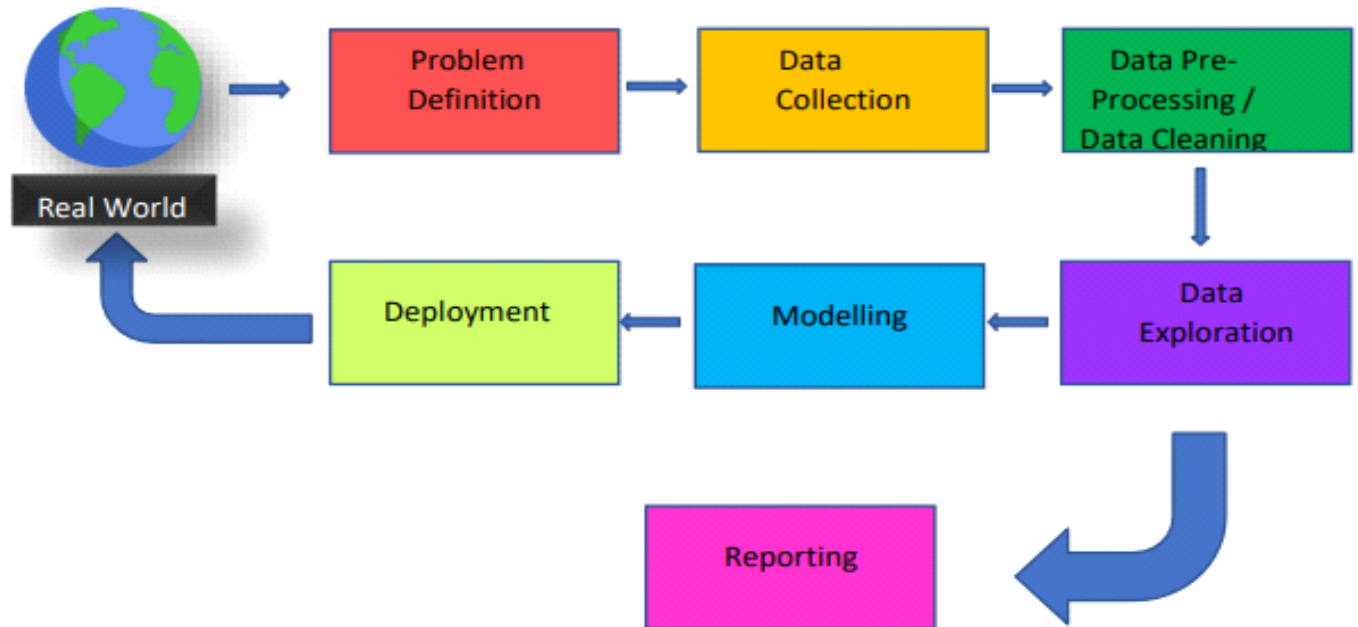 Problem
Definition
Data
Collection
Data Pre-
Processing /
Data Cleaning
Real World
Deployment
Modelling
Data
Exploration
Reporting